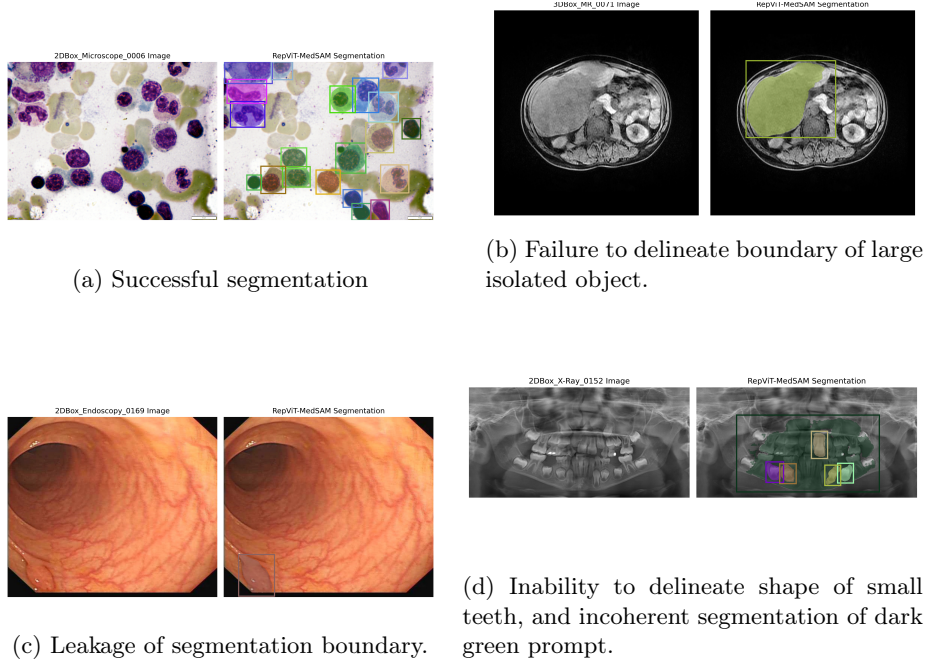 2DBox_Microscope_0006 Image
RepViT-MedSAM Segmentation
(a) Successful segmentation
3DBox_MR_0071 Image
RepViT-MedSAM Segmentation
(b) Failure to delineate boundary of large
isolated object.
2DBox_Endoscopy_0169 Image
RepViT-MedSAM Segmentation
(c) Leakage of segmentation boundary.
2DBox_X-Ray_0152 Image
RepViT-MedSAM Segmentation
(d) Inability to delineate shape of small
teeth, and incoherent segmentation of dark
green prompt.